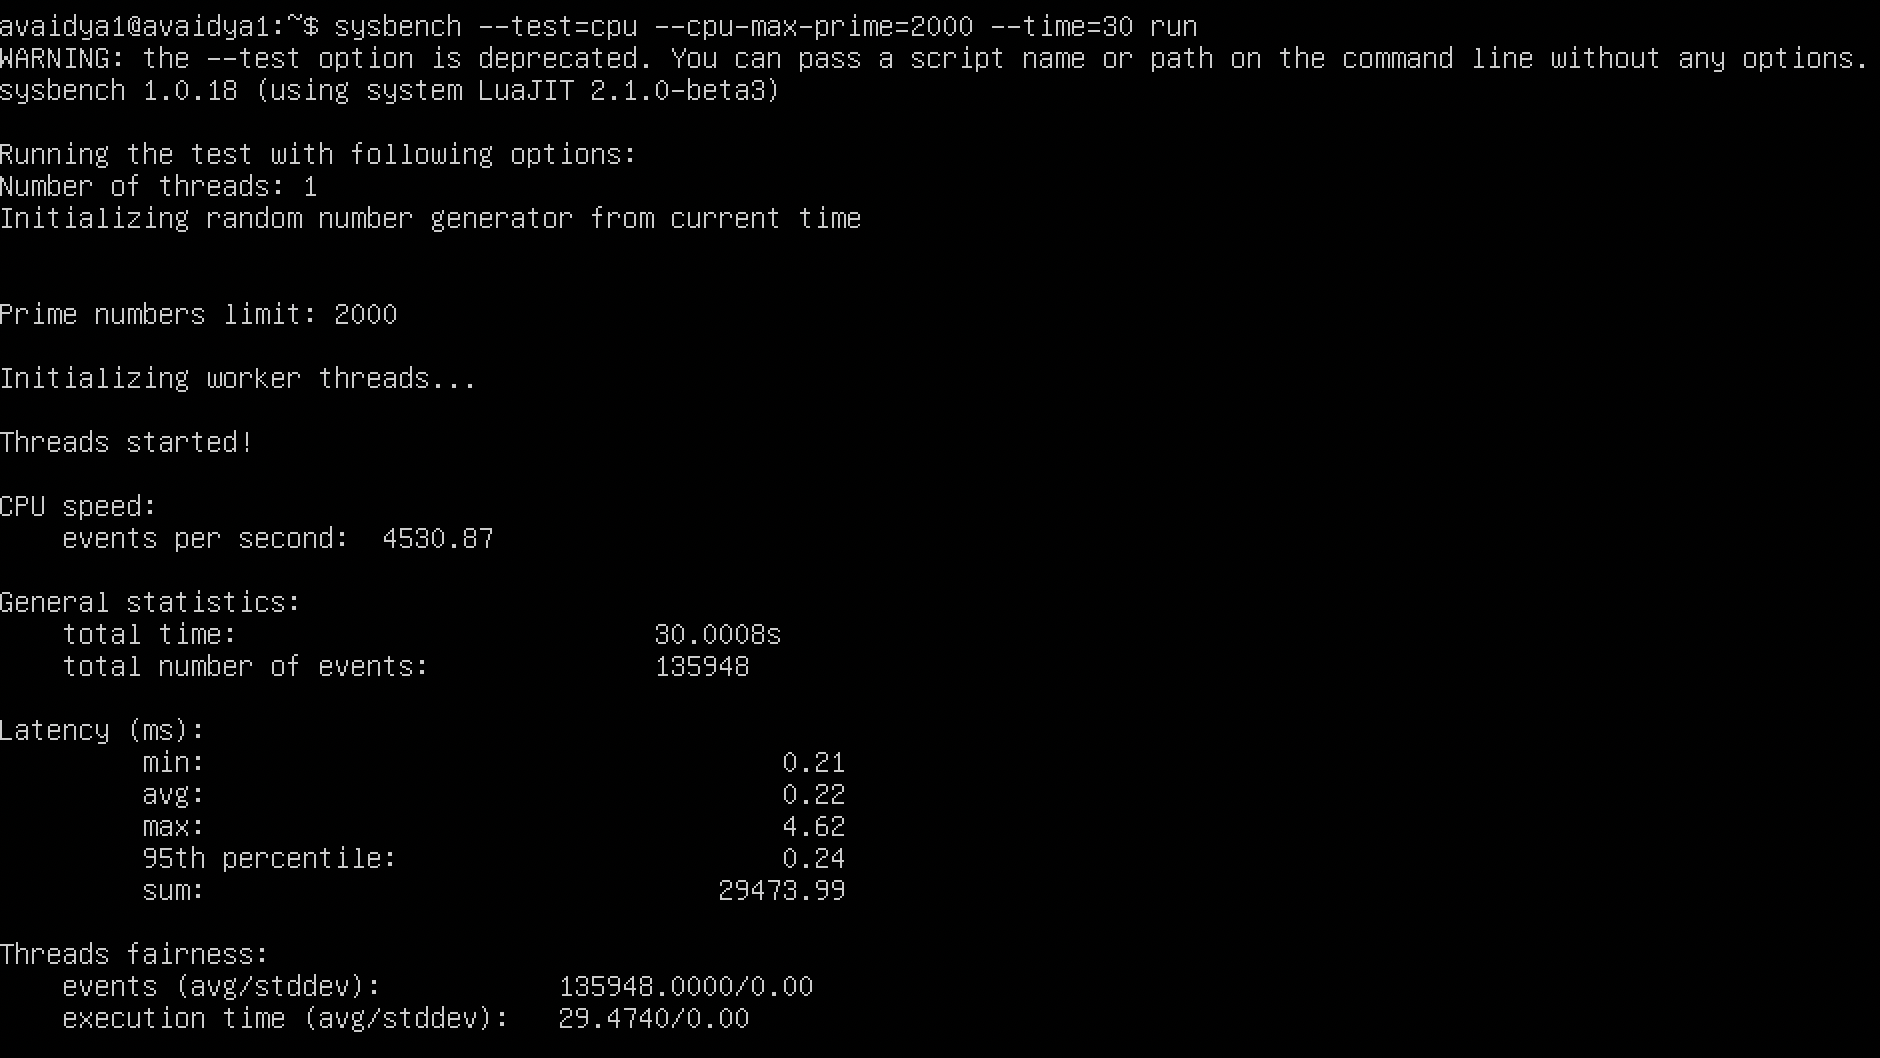 avaidya1@avaidya1:~$ sysbench --test=cpu --cpu-max-prime=2000 --time=30 run
WARNING: the --test option is deprecated. You can pass a script name or path on the command line without any options.
sysbench 1.0.18 (using system LuaJIT 2.1.0-beta3)

Running the test with following options:
Number of threads: 1
Initializing random number generator from current time


Prime numbers limit: 2000

Initializing worker threads...

Threads started!

CPU speed:
    events per second:  4530.87

General statistics:
    total time:                          30.0008s
    total number of events:              135948

Latency (ms):
         min:                                    0.21
         avg:                                    0.22
         max:                                    4.62
         95th percentile:                        0.24
         sum:                                29473.99

Threads fairness:
    events (avg/stddev):           135948.0000/0.00
    execution time (avg/stddev):   29.4740/0.00